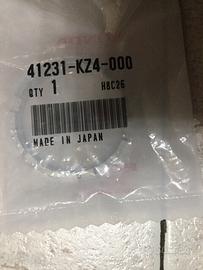 41231-KZ4-000
QTY 1 H8C26
MADE IN JAPAN